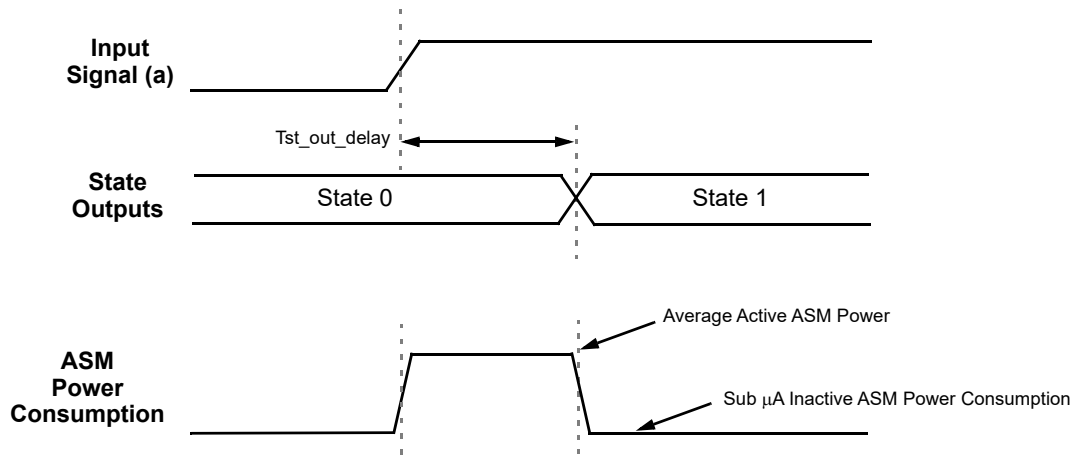 Input
Signal (a)
Tst_out_delay
State
Outputs
State 0
State 1
Average Active ASM Power
ASM
Power
Consumption
Sub μA Inactive ASM Power Consumption